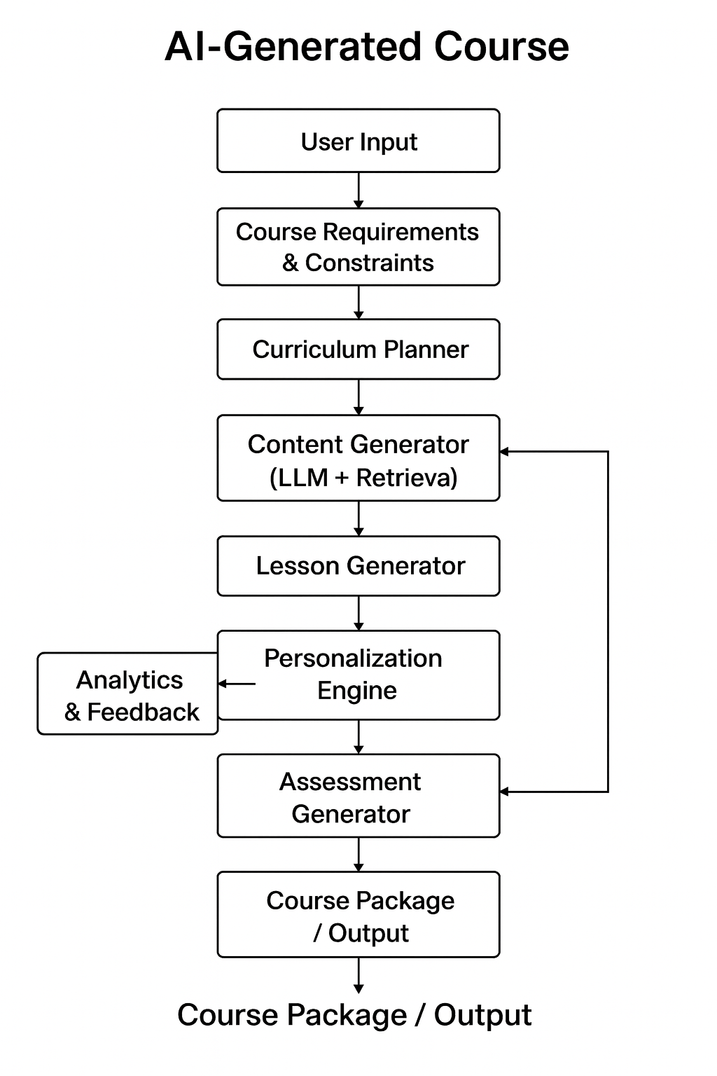 AI-Generated Course
User Input
Course Requirements
& Constraints
Curriculum Planner
Content Generator
(LLM + Retrieva)
Lesson Generator
Personalization
Engine
Analytics
& Feedback
Assessment
Generator
Course Package
/ Output
Course Package / Output